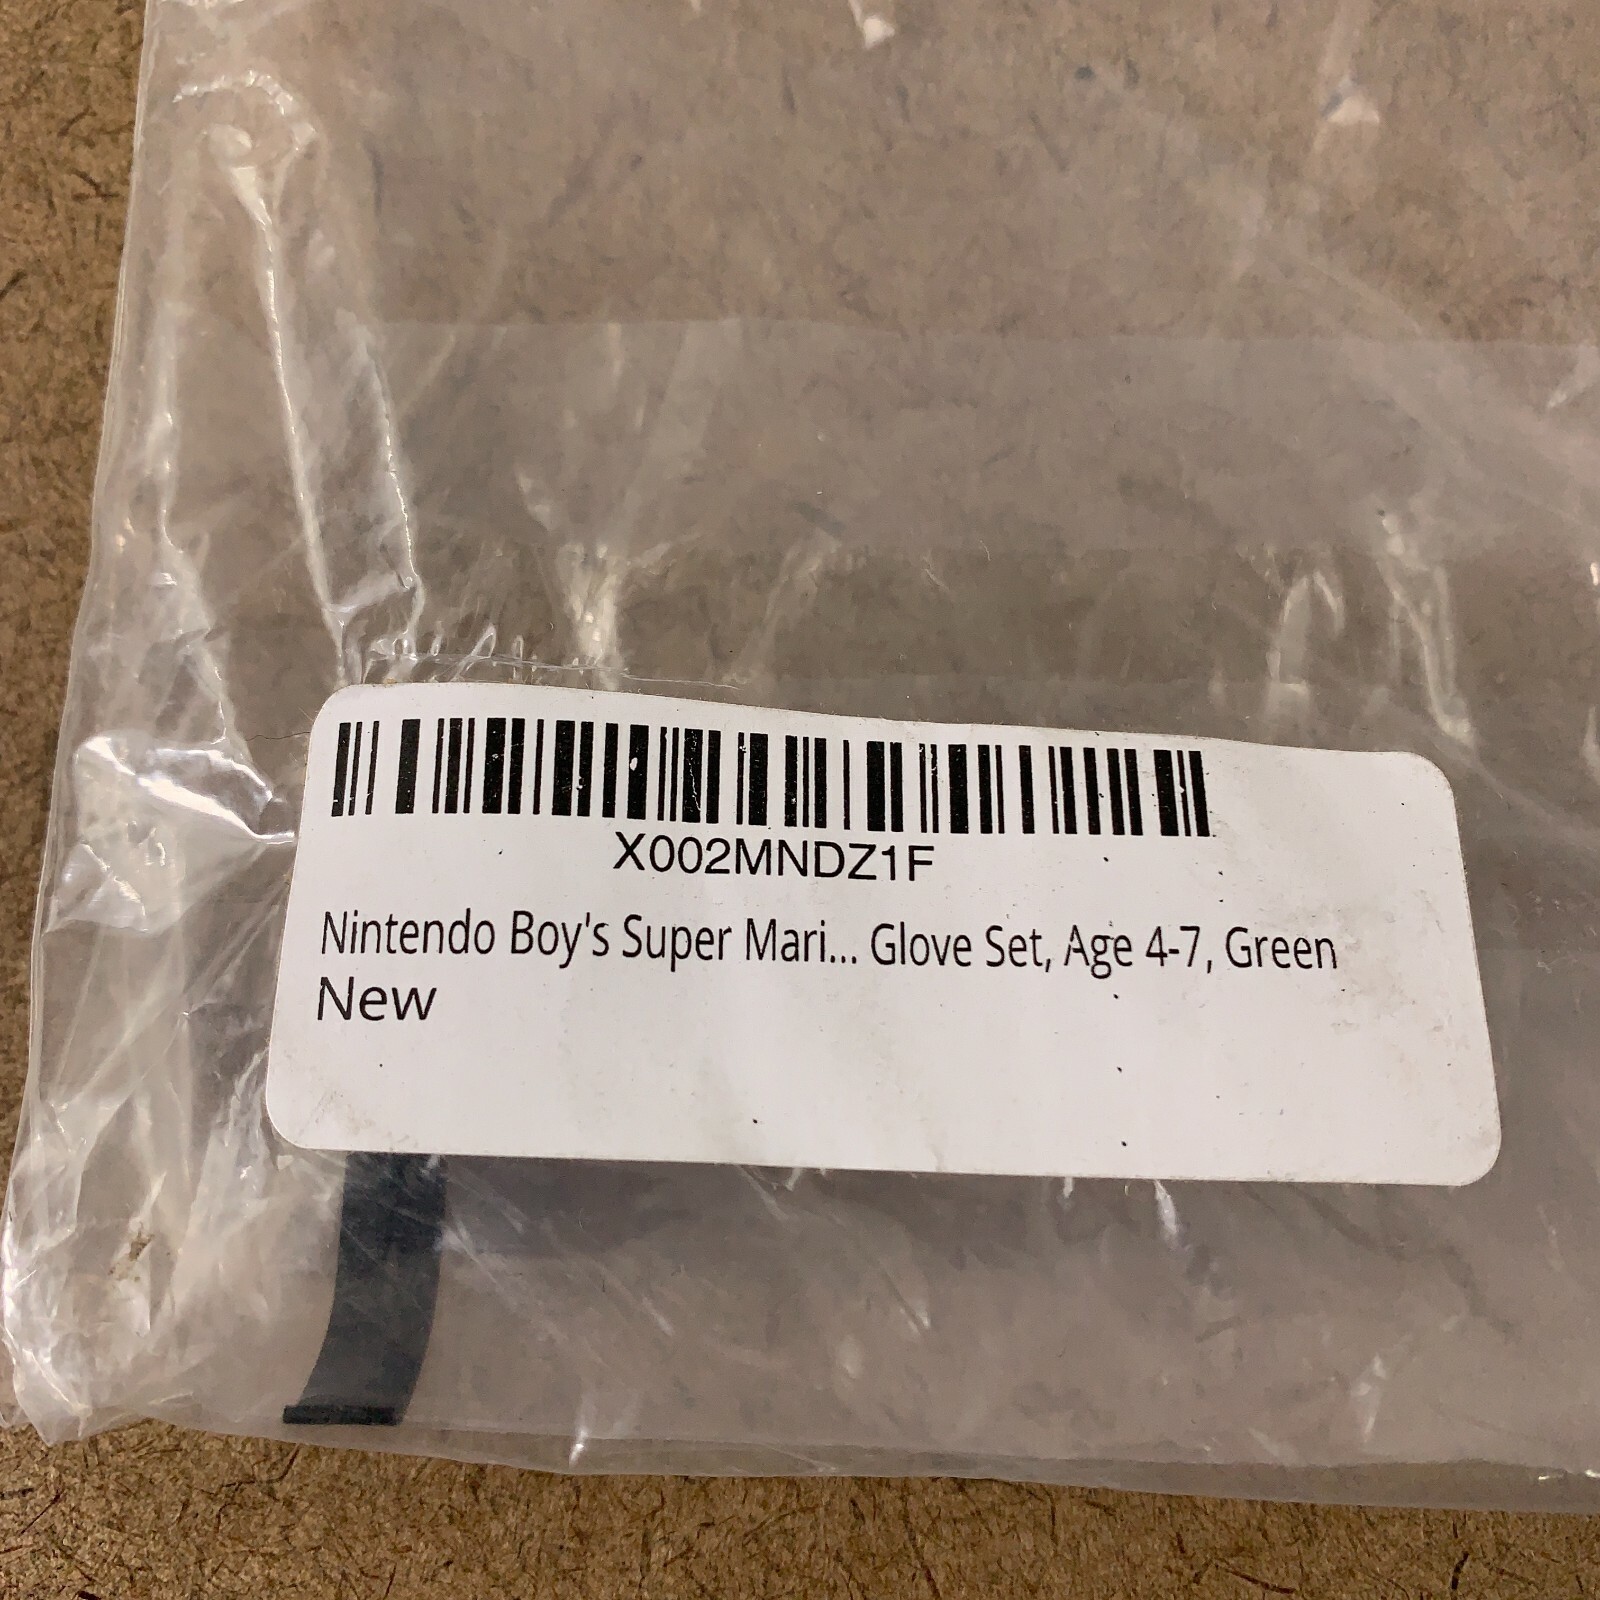 X002MNDZ1F
Nintendo Boy's Super Mari... Glove Set, Age 4-7, Green
New